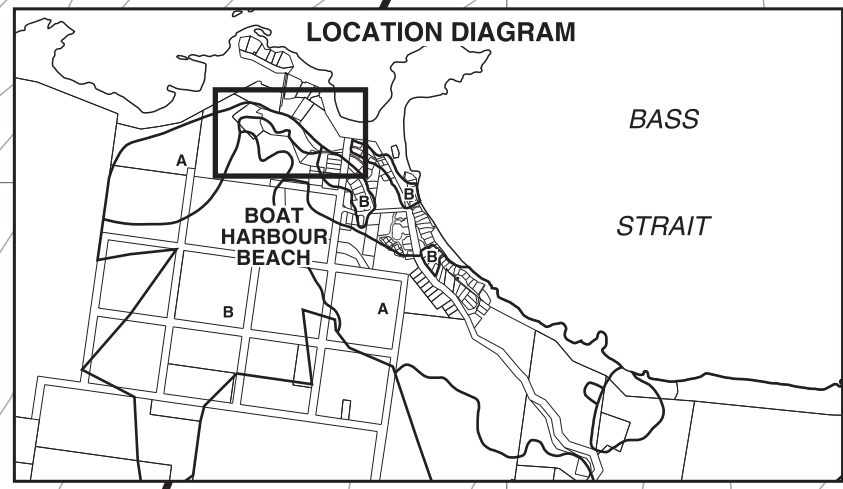 LOCATION DIAGRAM
BASS
STRAIT
A
B
B
BOAT
HARBOUR
BEACH
B
B
A